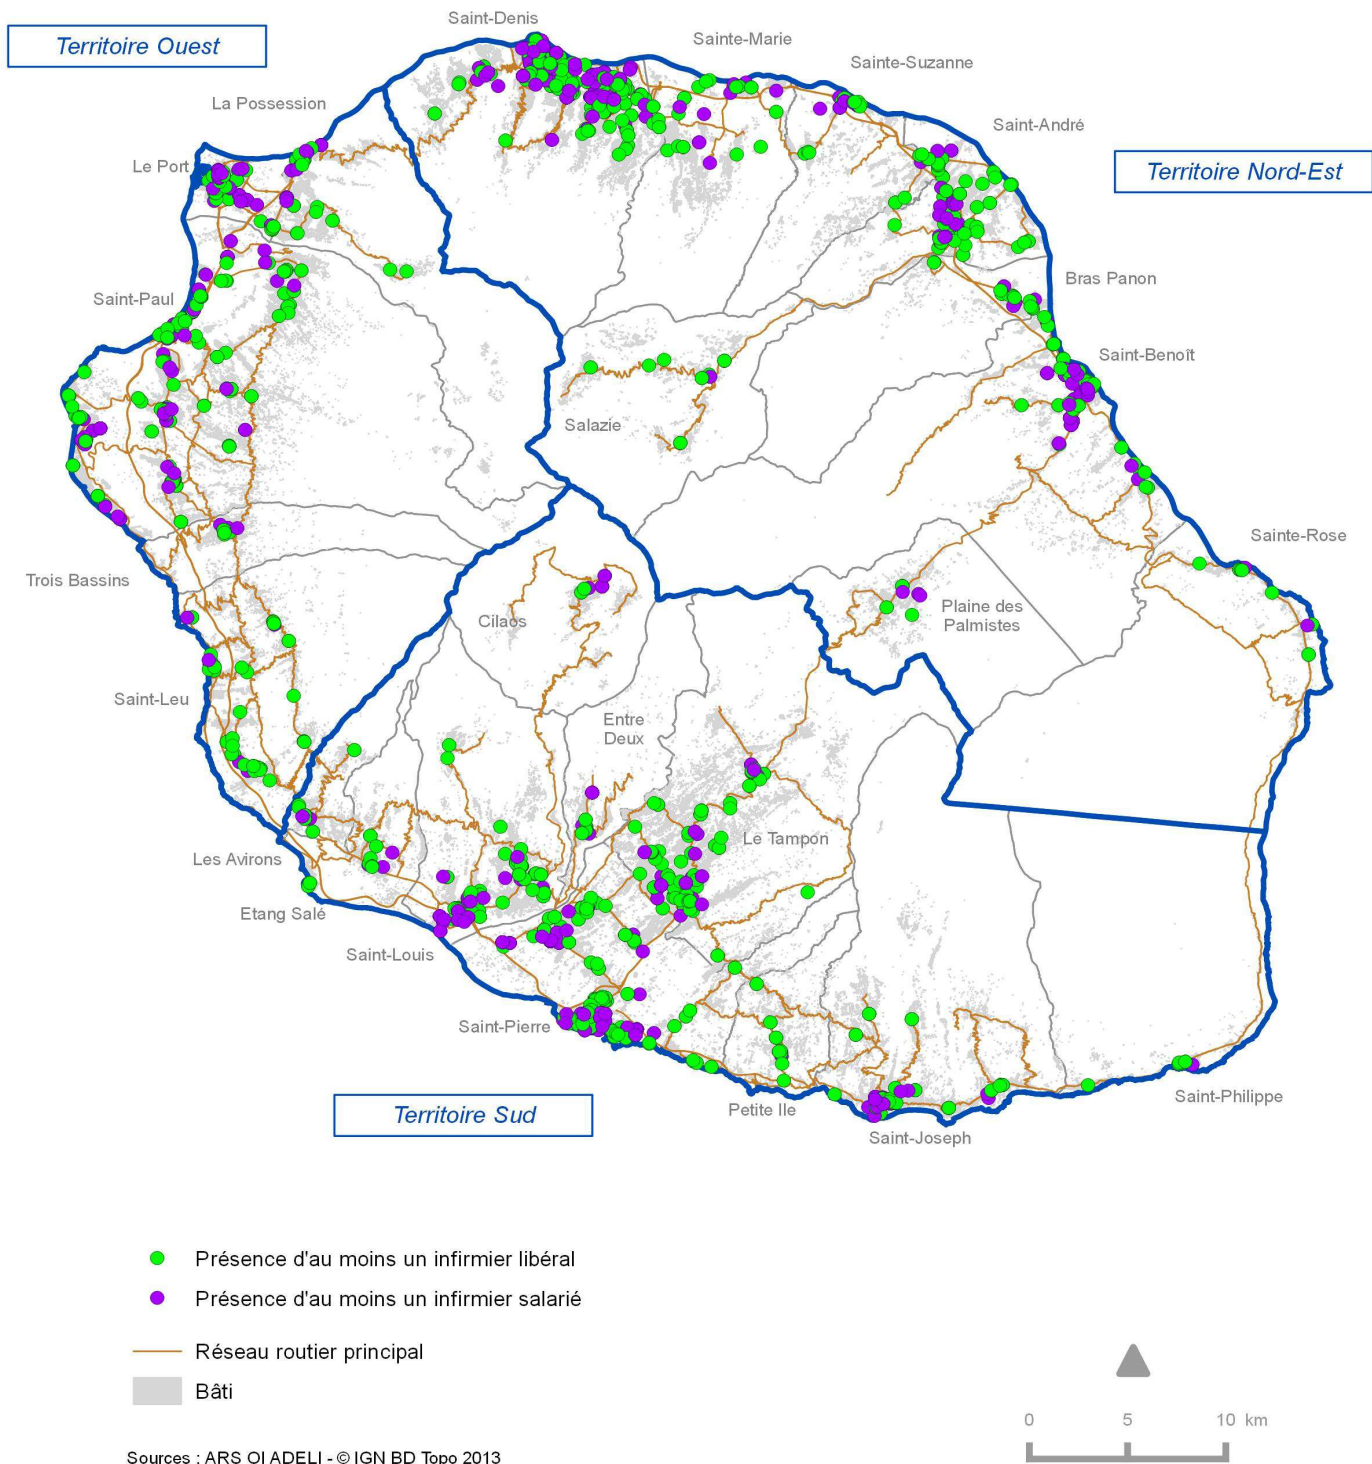 Saint-Denis
Territoire Ouest
Sainte-Marie
Sainte-Suzanne
La Possession
Saint-André
Le Port
Territoire Nord-Est
Bras Panon
Saint-Paul
Saint-Benoît
Salazie
Sainte-Rose
Trois Bassins
Plaine des
Palmistes
Cilaos
Saint-Leu
Entre
Deux
Le Tampon
Les Avirons
Etang Salé
Saint-Louis
Saint-Pierre
Saint-Philippe
Territoire Sud
Petite Ile
Saint-Joseph
Présence d'au moins un infirmier libéral
Présence d'au moins un infirmier salarié
Réseau routier principal
Bâti
0 5 10 km
Sources : ARS OI ADELI - © IGN BD Topo 2013